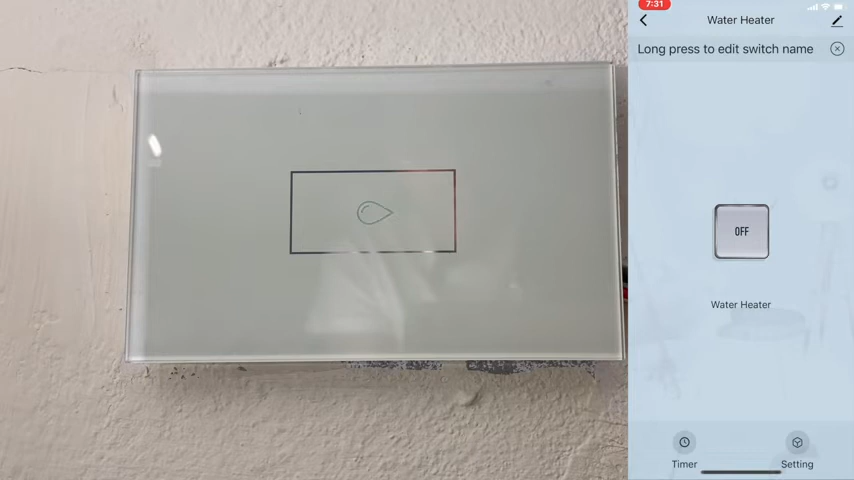 7:31
Water Heater
Long press to edit switch name
OFF
Water Heater
Timer
Setting